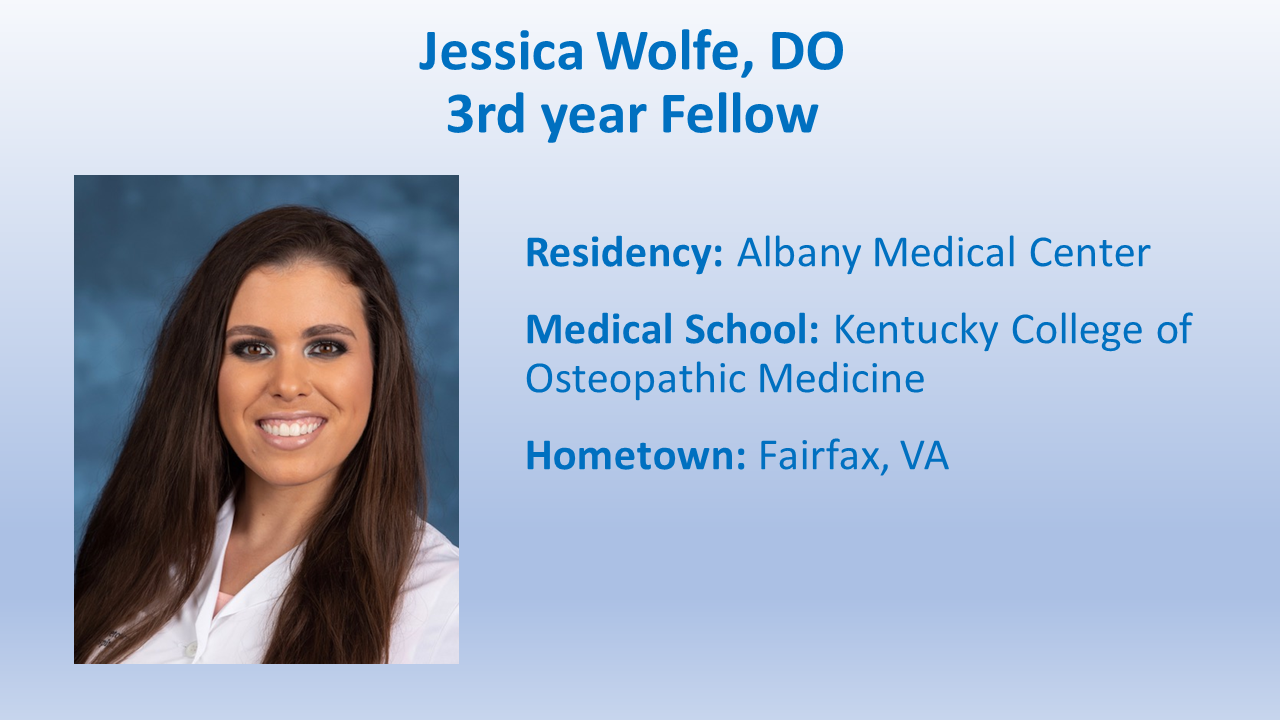 Jessica Wolfe, DO
3rd year Fellow
Residency: Albany Medical Center
Medical School: Kentucky College of
Osteopathic Medicine
Hometown: Fairfax, VA